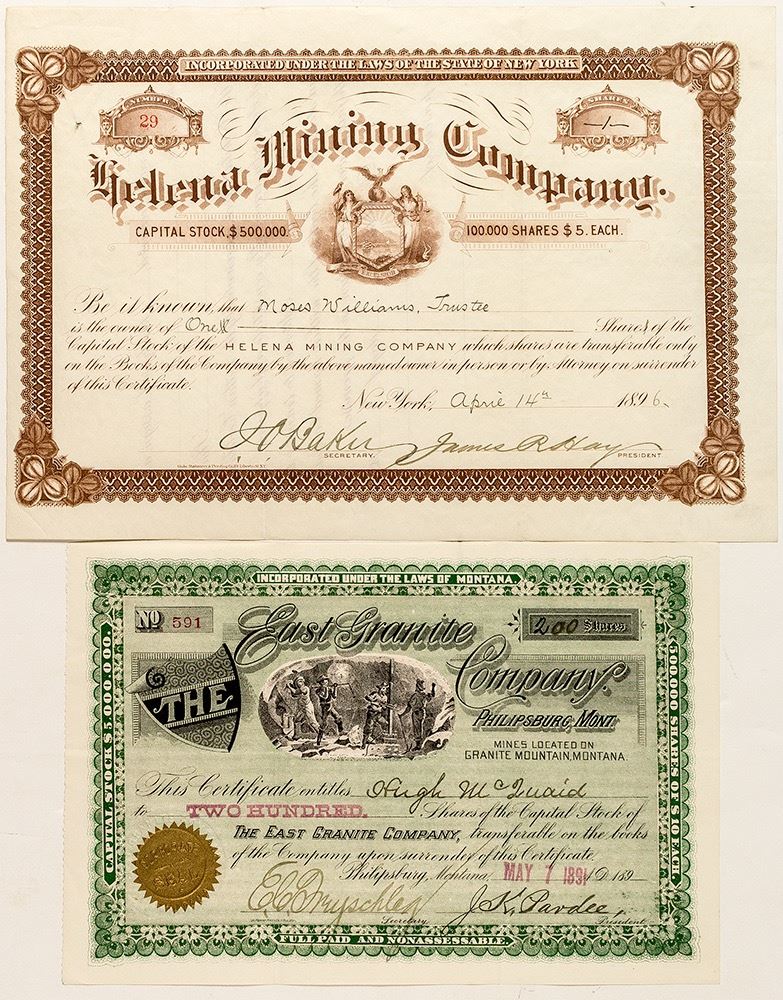 INCORPORATED UNDER THE LAWS OF THE STATE OF NEW YORK
NUMBER
29
SHARES
-/-
Helena Mining Company.
CAPITAL STOCK, $500.000.
100.000 SHARES $5. EACH.
EXCELSIOR
Be it known, that Moses Williams, Trustee
is the owner of One Shares of the
Capital Stock of the HELENA MINING COMPANY which shares are transferable only
on the Books of the Company by the above named owner in person or by Attorney on surrender
of this Certificate.
New York, April 14th 1896.
J O Baker James R Hay
SECRETARY. PRESIDENT
INCORPORATED UNDER THE LAWS OF MONTANA.
No 591
200 Shares
THE
East Granite
Company.
PHILIPSBURG, MONT.
MINES LOCATED ON
GRANITE MOUNTAIN, MONTANA.
CAPITAL STOCK $5,000,000.
500,000 SHARES OF $10 EACH.
This Certificate entitles Hugh McQuaid
to TWO HUNDRED. Shares of the Capital Stock of
THE EAST GRANITE COMPANY, transferable on the books
of the Company upon surrender of this Certificate.
Philipsburg, Montana, MAY 7 1891 A.D. 189
SEAL
J. K. Pardee
Secretary. President.
FULL PAID AND NONASSESSABLE.